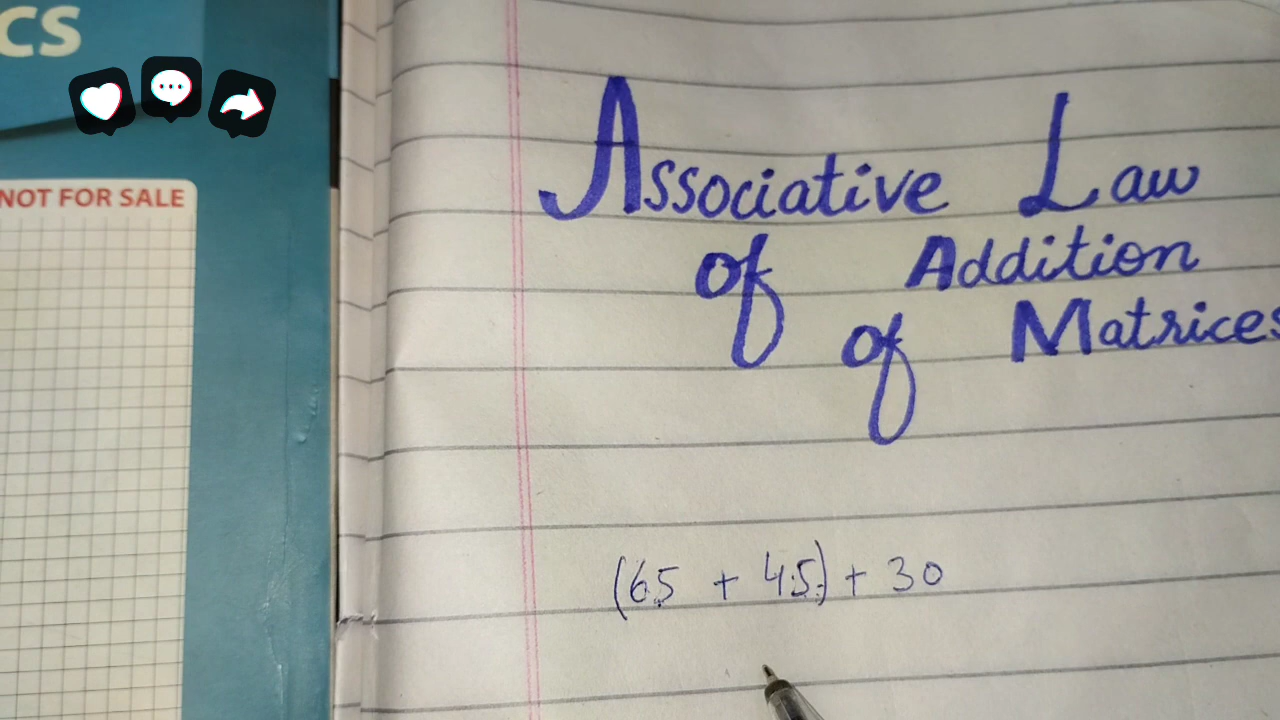 CS
NOT FOR SALE
Associative Law
of Addition
of Matrices
(65 + 45) + 30